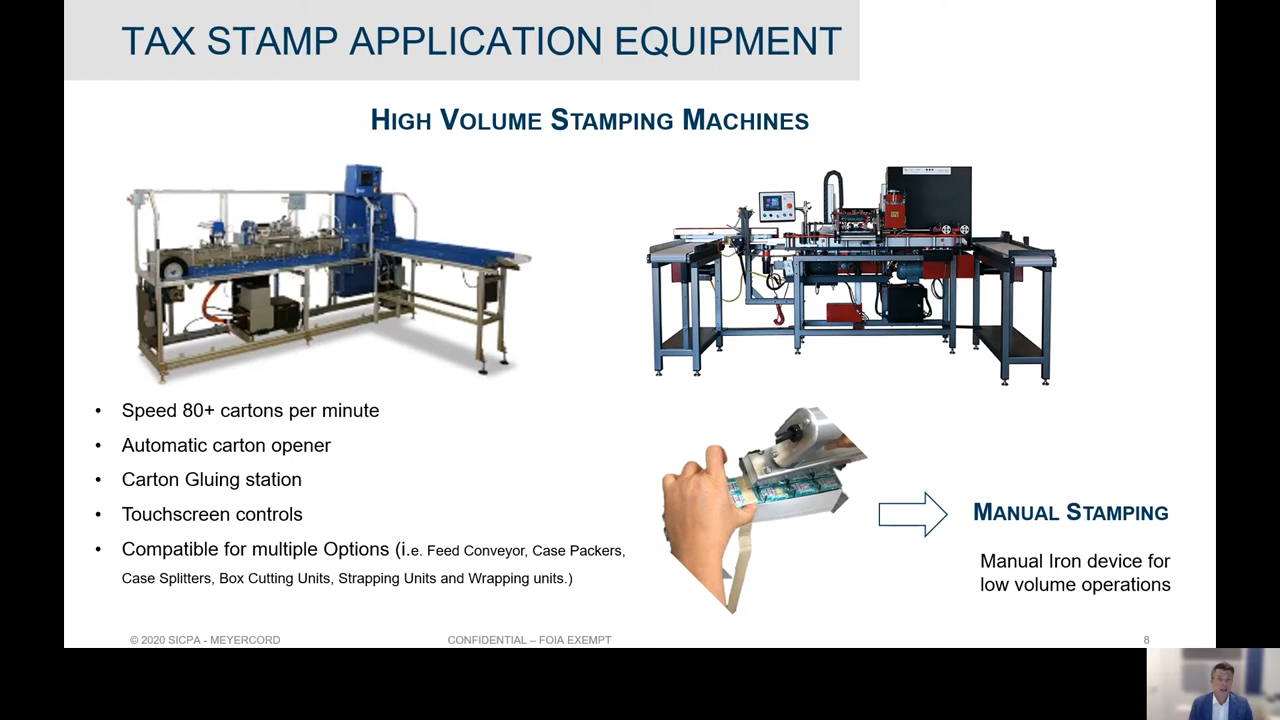 TAX STAMP APPLICATION EQUIPMENT
HIGH VOLUME STAMPING MACHINES
• Speed 80+ cartons per minute
• Automatic carton opener
• Carton Gluing station
• Touchscreen controls
• Compatible for multiple Options (i.e. Feed Conveyor, Case Packers,
Case Splitters, Box Cutting Units, Strapping Units and Wrapping units.)
MANUAL STAMPING
Manual Iron device for
low volume operations
© 2020 SICPA - MEYERCORD
CONFIDENTIAL – FOIA EXEMPT
8